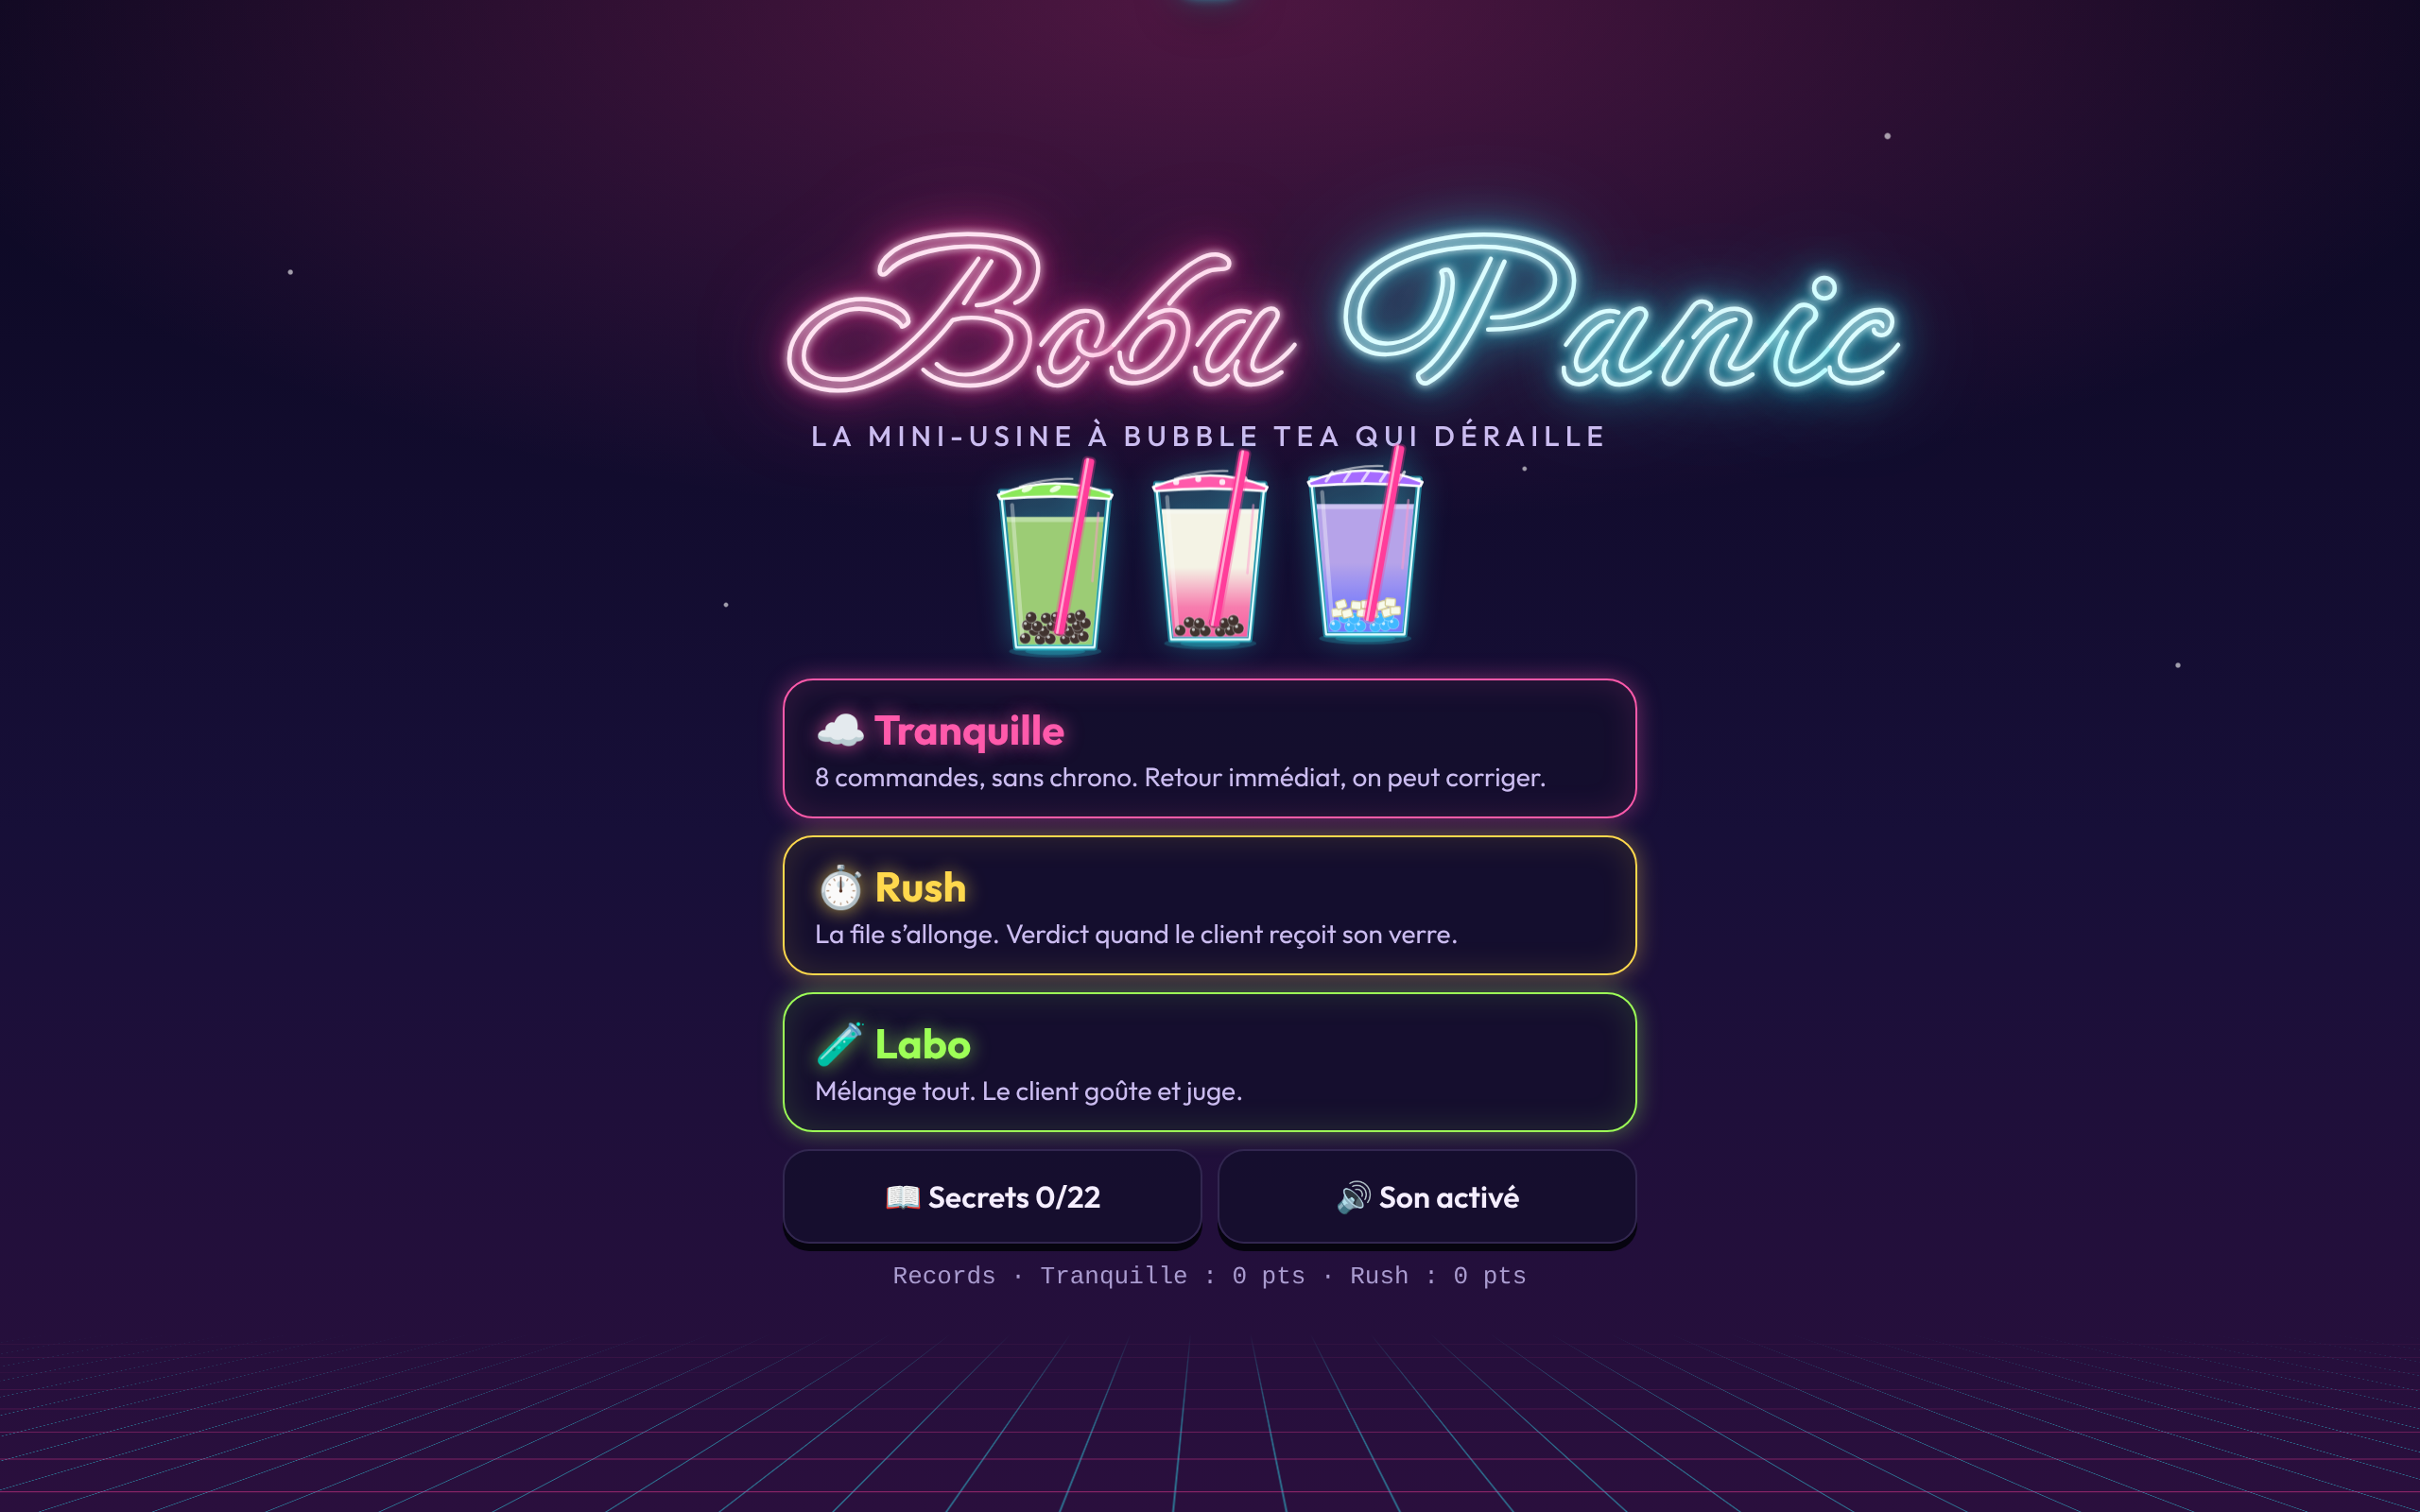 Boba Panic
LA MINI-USINE À BUBBLE TEA QUI DÉRAILLE
Tranquille
8 commandes, sans chrono. Retour immédiat, on peut corriger.
Rush
La file s’allonge. Verdict quand le client reçoit son verre.
Labo
Mélange tout. Le client goûte et juge.
Secrets 0/22
Son activé
Records · Tranquille : 0 pts · Rush : 0 pts